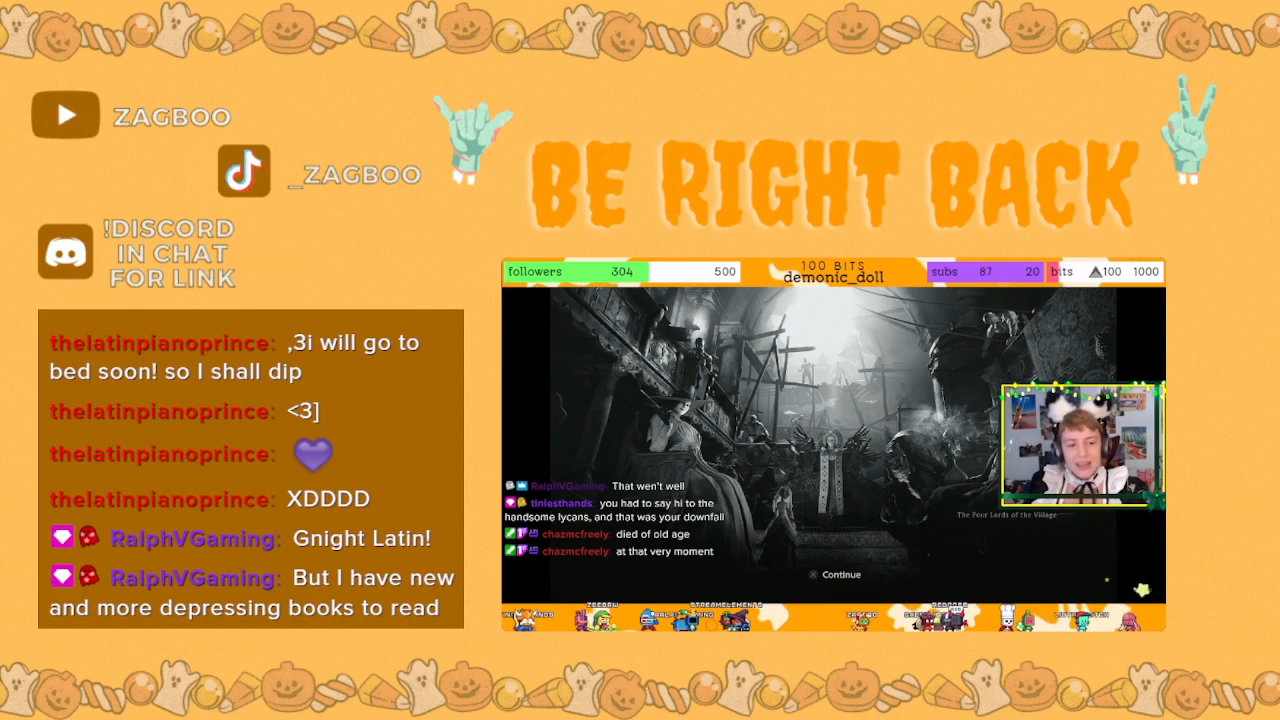 ZAGBOO
_ZAGBOO
!DISCORD
IN CHAT
FOR LINK
BE RIGHT BACK
thelatinpianoprince: ,3i will go to
bed soon! so I shall dip
thelatinpianoprince: <3]
thelatinpianoprince:
thelatinpianoprince: XDDDD
RalphVGaming: Gnight Latin!
RalphVGaming: But I have new
and more depressing books to read
followers 304 500
100 BITS
demonic_doll
subs 87 20
bits 100 1000
RalphVGaming: That wen't well
tiniesthands: you had to say hi to the
handsome lycans, and that was your downfall
chazmcfreely: died of old age
chazmcfreely: at that very moment
The Four Lords of the Village
Continue
ZEEBRW
STREAMELEMENTS